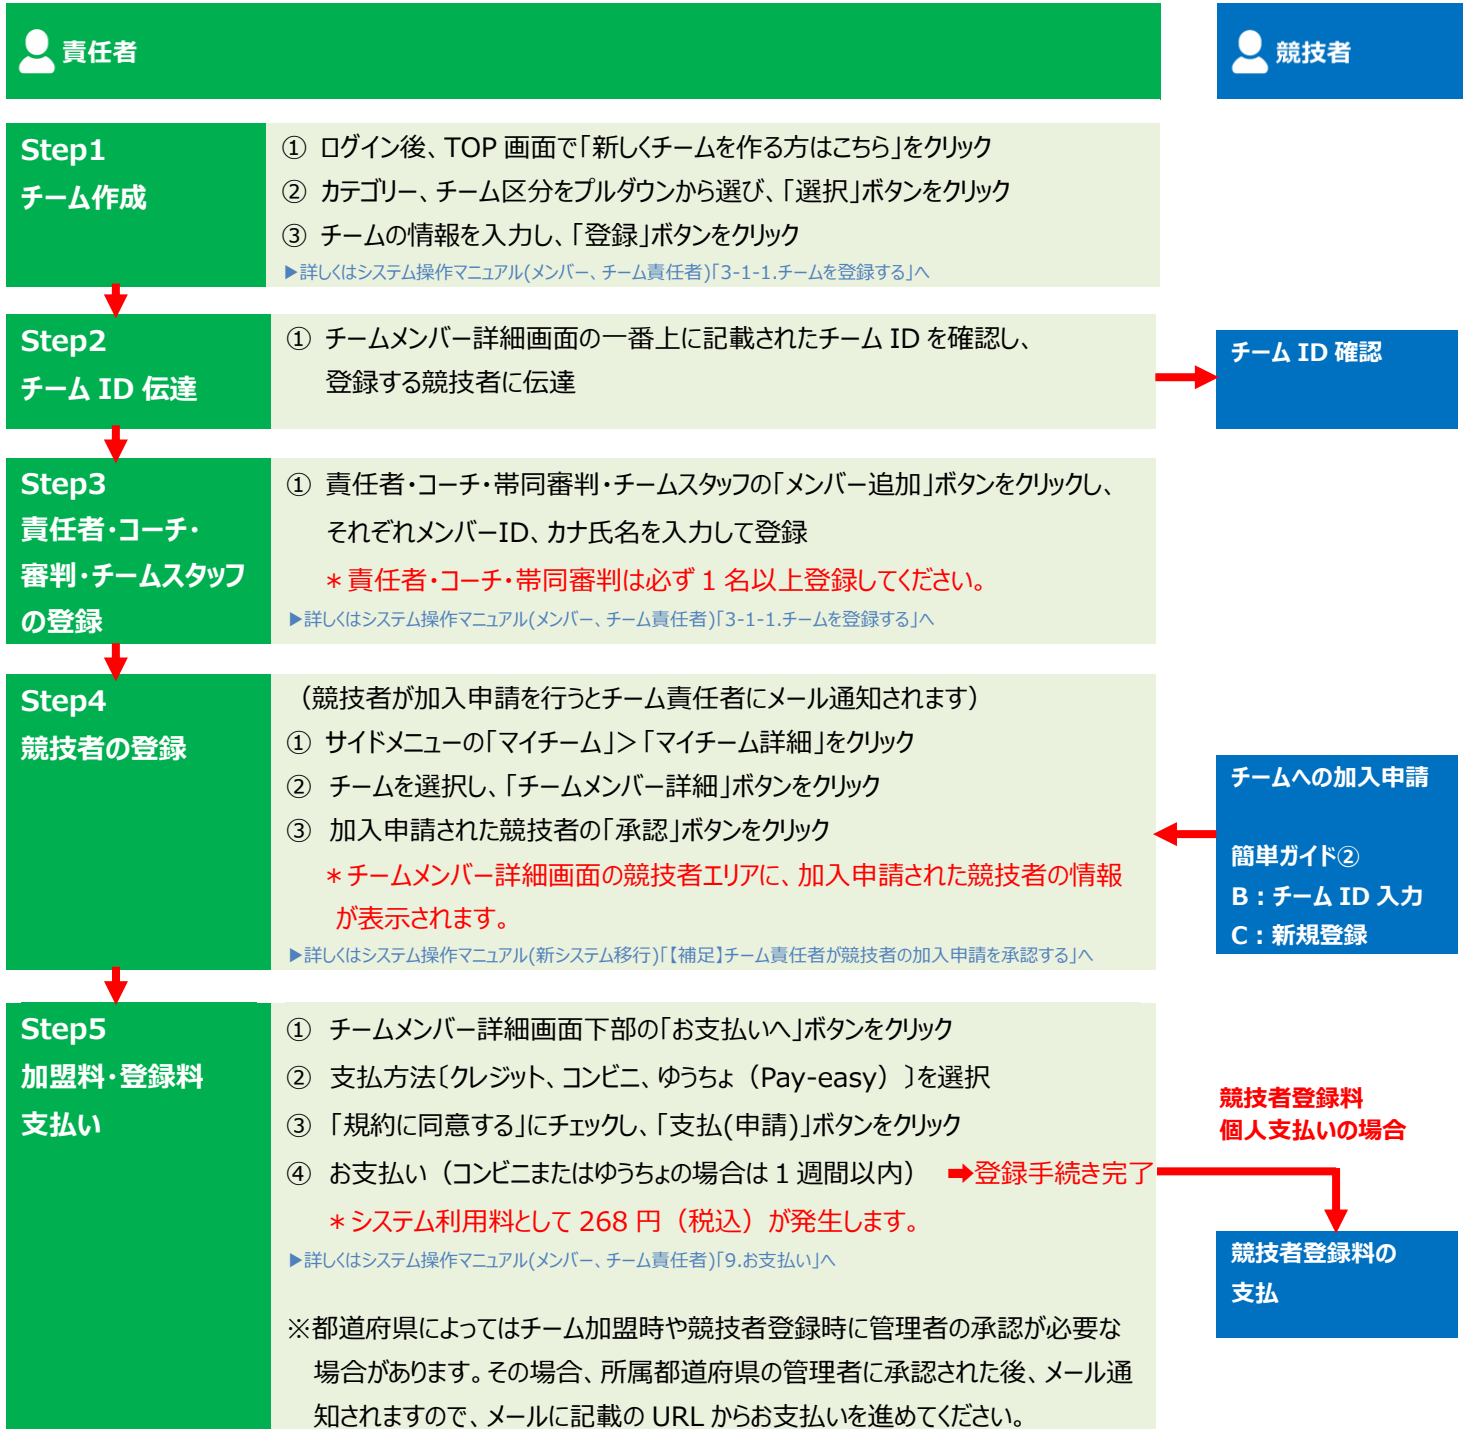 責任者
競技者
Step1
チーム作成
① ログイン後、TOP 画面で「新しくチームを作る方はこちら」をクリック
② カテゴリー、チーム区分をプルダウンから選び、「選択」ボタンをクリック
③ チームの情報を入力し、「登録」ボタンをクリック
▶詳しくはシステム操作マニュアル(メンバー、チーム責任者)「3-1-1.チームを登録する」へ
Step2
チーム ID 伝達
① チームメンバー詳細画面の一番上に記載されたチーム ID を確認し、
登録する競技者に伝達
チーム ID 確認
Step3
責任者・コーチ・
審判・チームスタッフ
の登録
① 責任者・コーチ・帯同審判・チームスタッフの「メンバー追加」ボタンをクリックし、
それぞれメンバーID、カナ氏名を入力して登録
＊責任者・コーチ・帯同審判は必ず 1 名以上登録してください。
▶詳しくはシステム操作マニュアル(メンバー、チーム責任者)「3-1-1.チームを登録する」へ
Step4
競技者の登録
（競技者が加入申請を行うとチーム責任者にメール通知されます）
① サイドメニューの「マイチーム」＞「マイチーム詳細」をクリック
② チームを選択し、「チームメンバー詳細」ボタンをクリック
③ 加入申請された競技者の「承認」ボタンをクリック
＊チームメンバー詳細画面の競技者エリアに、加入申請された競技者の情報
が表示されます。
▶詳しくはシステム操作マニュアル(新システム移行)「【補足】チーム責任者が競技者の加入申請を承認する」へ
チームへの加入申請
簡単ガイド②
B：チーム ID 入力
C：新規登録
Step5
加盟料・登録料
支払い
① チームメンバー詳細画面下部の「お支払いへ」ボタンをクリック
② 支払方法〔クレジット、コンビニ、ゆうちょ（Pay-easy）〕を選択
③ 「規約に同意する」にチェックし、「支払(申請)」ボタンをクリック
④ お支払い（コンビニまたはゆうちょの場合は 1 週間以内） ➡登録手続き完了
＊システム利用料として 268 円（税込）が発生します。
▶詳しくはシステム操作マニュアル(メンバー、チーム責任者)「9.お支払い」へ
※都道府県によってはチーム加盟時や競技者登録時に管理者の承認が必要な
場合があります。その場合、所属都道府県の管理者に承認された後、メール通
知されますので、メールに記載の URL からお支払いを進めてください。
競技者登録料
個人支払いの場合
競技者登録料の
支払